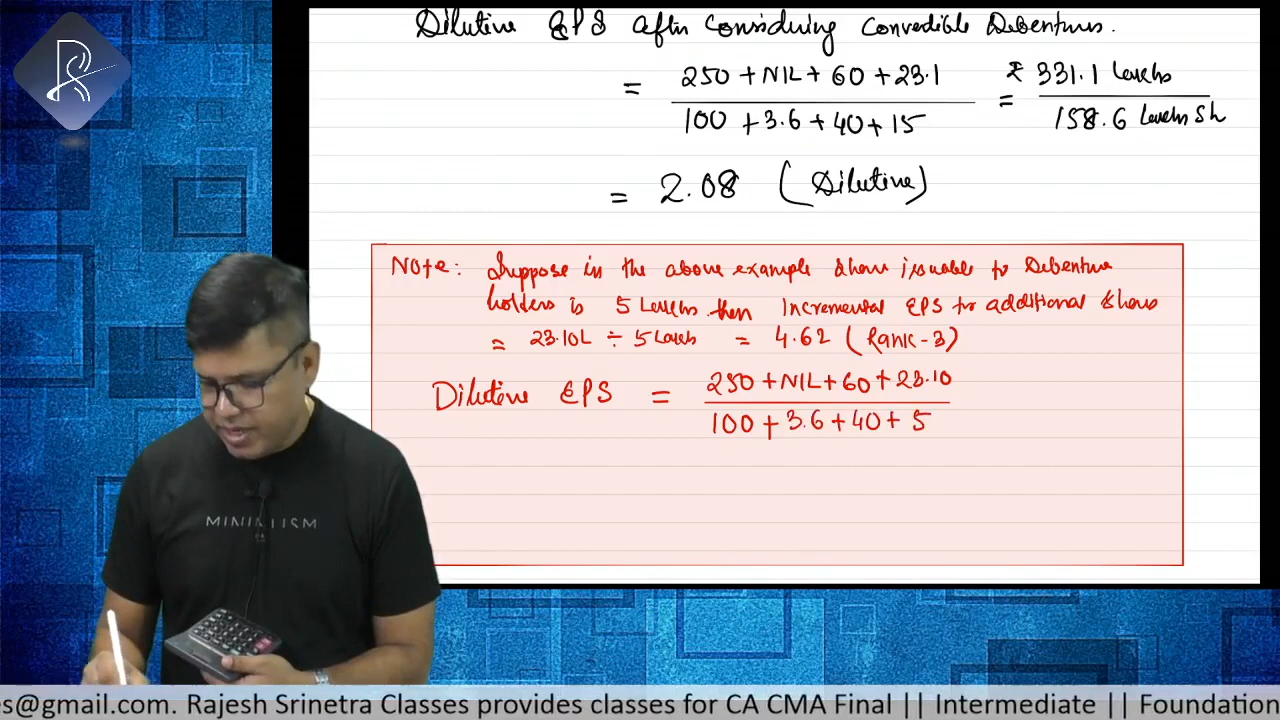 Dilutive EPS after Considering Convertible Debentures.
= 250 + NIL + 60 + 23.1 / 100 + 3.6 + 40 + 15 = ₹ 331.1 Lakhs / 158.6 Lakhs Sh
= 2.08 (Dilutive)
Note: Suppose in the above example Share issuable to Debenture
holders is 5 Lakhs then Incremental EPS to additional Share
= 23.10L ÷ 5 Lakhs = 4.62 (Rank-3)
Dilutive EPS = 250 + NIL + 60 + 23.10 / 100 + 3.6 + 40 + 5
MINIMLISM
s@gmail.com. Rajesh Srinetra Classes provides classes for CA CMA Final || Intermediate || Foundation